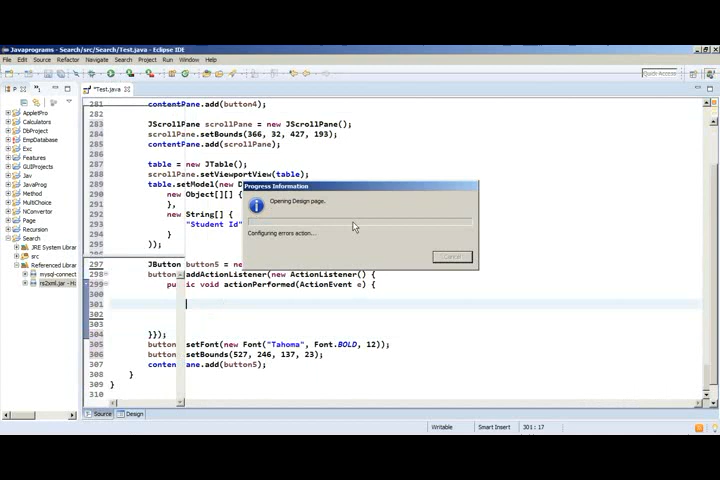 Javaprograms - Search/src/Search/Test.java - Eclipse IDE
File Edit Source Refactor Navigate Search Project Run Window Help
Quick Access
*Test.java
AppletPro
Calculators
DbProject
EmpDatabase
Exc
Features
GUIProjects
Jav
JavaProg
Method
MultiChoice
NConvertor
Page
Recursion
Search
JRE System Librar
src
Referenced Librar
mysql-connect
rs2xml.jar - H
281 contentPane.add(button4);
282
283 JScrollPane scrollPane = new JScrollPane();
284 scrollPane.setBounds(366, 32, 427, 193);
285 contentPane.add(scrollPane);
286
287 table = new JTable();
288 scrollPane.setViewportView(table);
289 table.setModel(new D
290 new Object[][] {
291 },
292 new String[] {
293 "Student Id"
294 }
295 ));
Progress Information
Opening Design page.
Configuring errors action...
Cancel
297 JButton button5 = ne
298 button addActionListener(new ActionListener() {
299 public void actionPerformed(ActionEvent e) {
300
301
302
303
304 }});
305 button setFont(new Font("Tahoma", Font.BOLD, 12));
306 button setBounds(527, 246, 137, 23);
307 conten Pane.add(button5);
308 }
309 }
310
Source Design
Writable Smart Insert 301 : 17